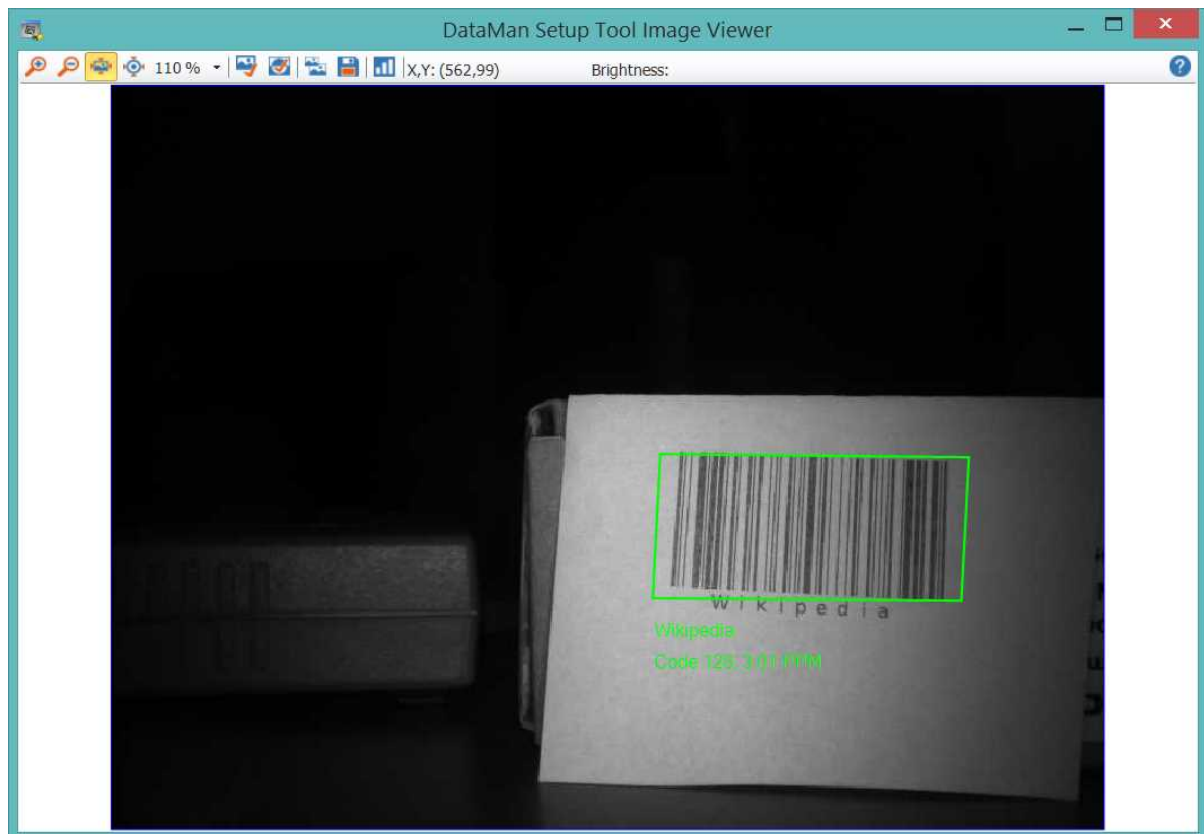 DataMan Setup Tool Image Viewer
110 %
X,Y: (562,99)
Brightness:
Wikipedia
Wikipedia
Code 128, 3.01 PPM